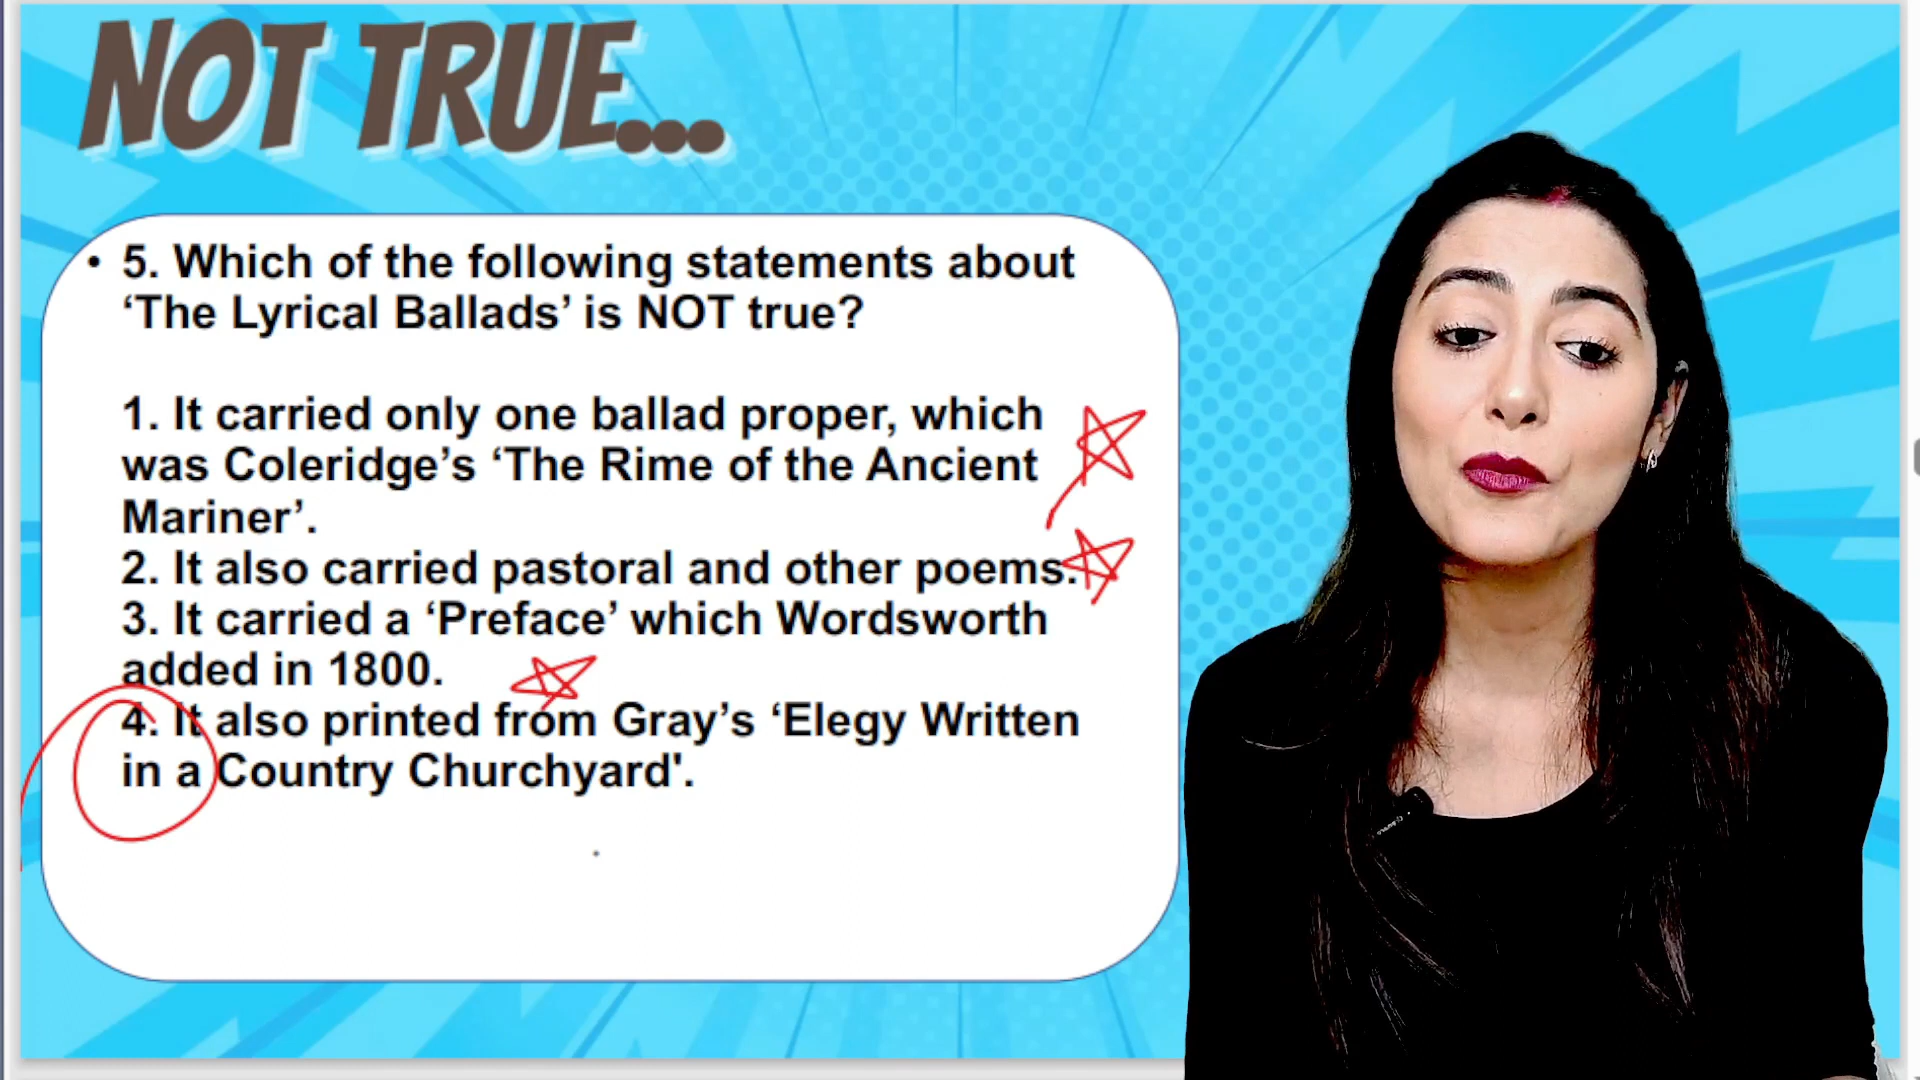 NOT TRUE...
• 5. Which of the following statements about
‘The Lyrical Ballads’ is NOT true?
1. It carried only one ballad proper, which
was Coleridge’s ‘The Rime of the Ancient
Mariner’.
2. It also carried pastoral and other poems.
3. It carried a ‘Preface’ which Wordsworth
added in 1800.
4. It also printed from Gray’s ‘Elegy Written
in a Country Churchyard'.